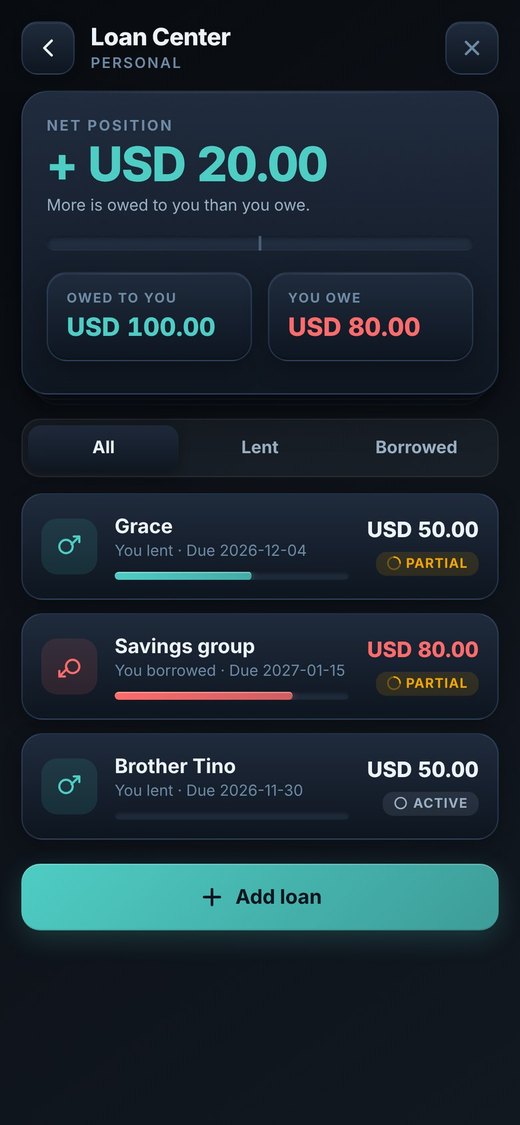 Loan Center
PERSONAL
NET POSITION
+ USD 20.00
More is owed to you than you owe.
OWED TO YOU
USD 100.00
YOU OWE
USD 80.00
All
Lent
Borrowed
Grace
You lent · Due 2026-12-04
USD 50.00
PARTIAL
Savings group
You borrowed · Due 2027-01-15
USD 80.00
PARTIAL
Brother Tino
You lent · Due 2026-11-30
USD 50.00
ACTIVE
+ Add loan